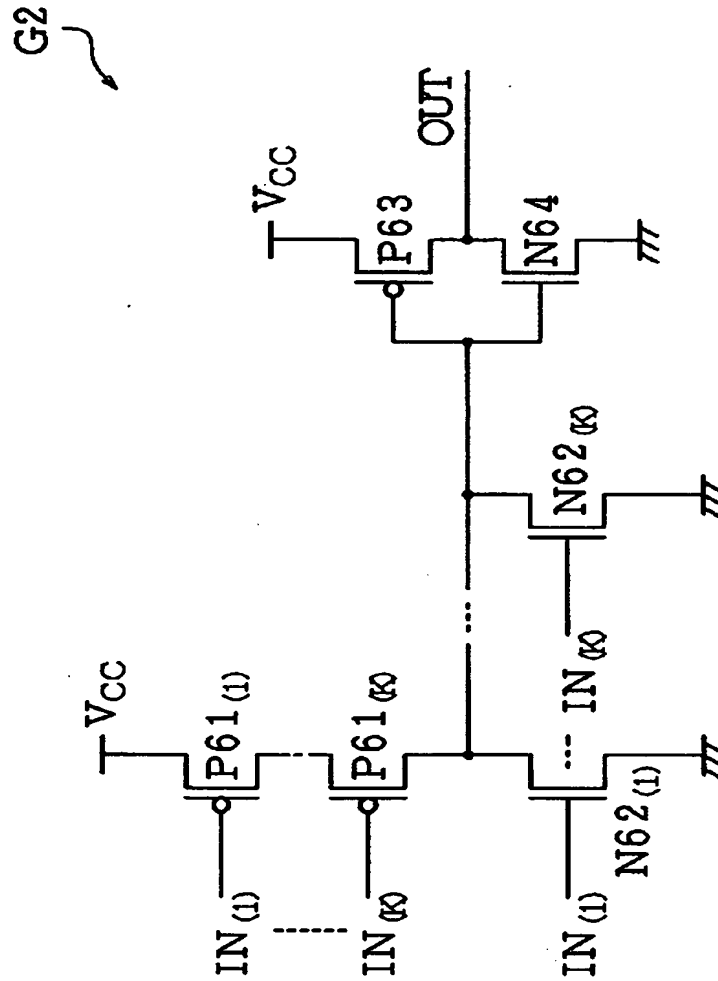 G2
VCC
P63
OUT
N64
VCC
P61(1)
IN(1)
P61(K)
IN(K)
N62(K)
IN(K)
IN(1)
N62(1)